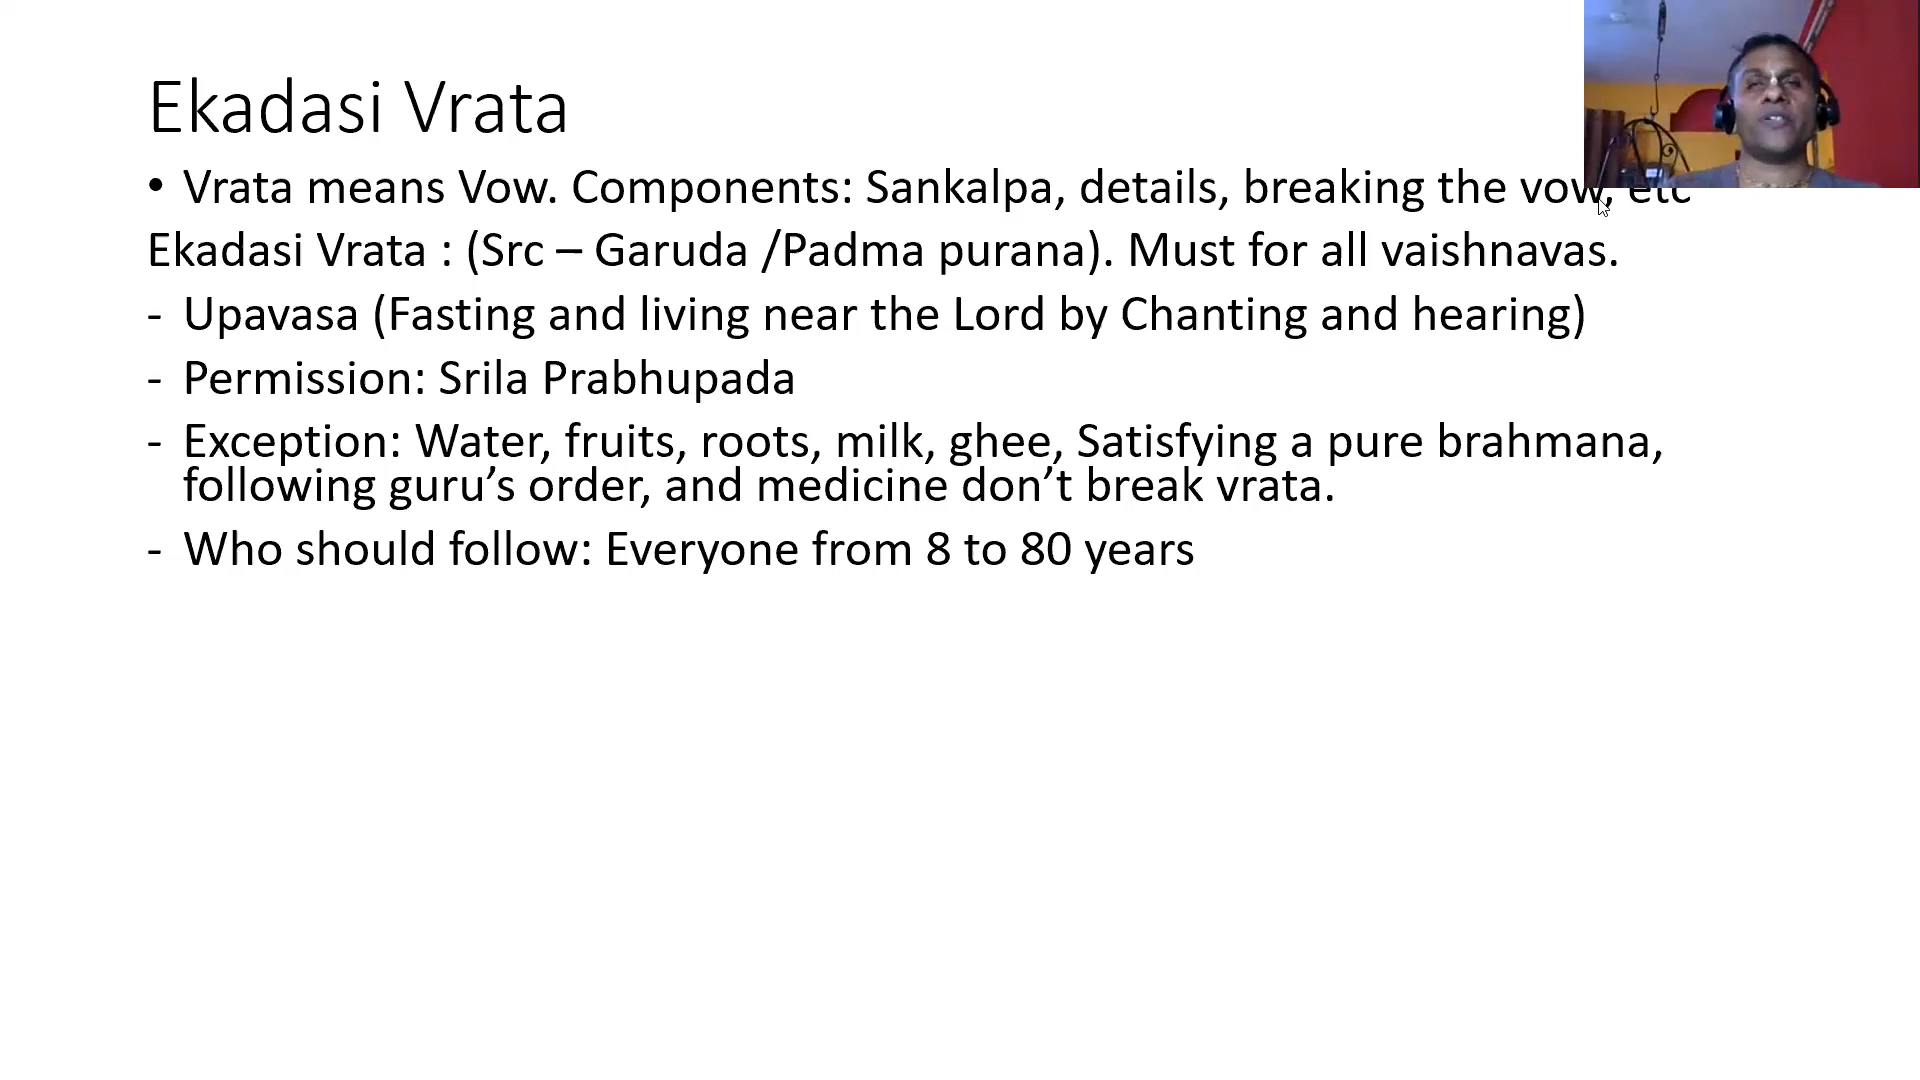 Ekadasi Vrata
• Vrata means Vow. Components: Sankalpa, details, breaking the vow, etc
Ekadasi Vrata : (Src – Garuda /Padma purana). Must for all vaishnavas.
- Upavasa (Fasting and living near the Lord by Chanting and hearing)
- Permission: Srila Prabhupada
- Exception: Water, fruits, roots, milk, ghee, Satisfying a pure brahmana,
following guru’s order, and medicine don’t break vrata.
- Who should follow: Everyone from 8 to 80 years